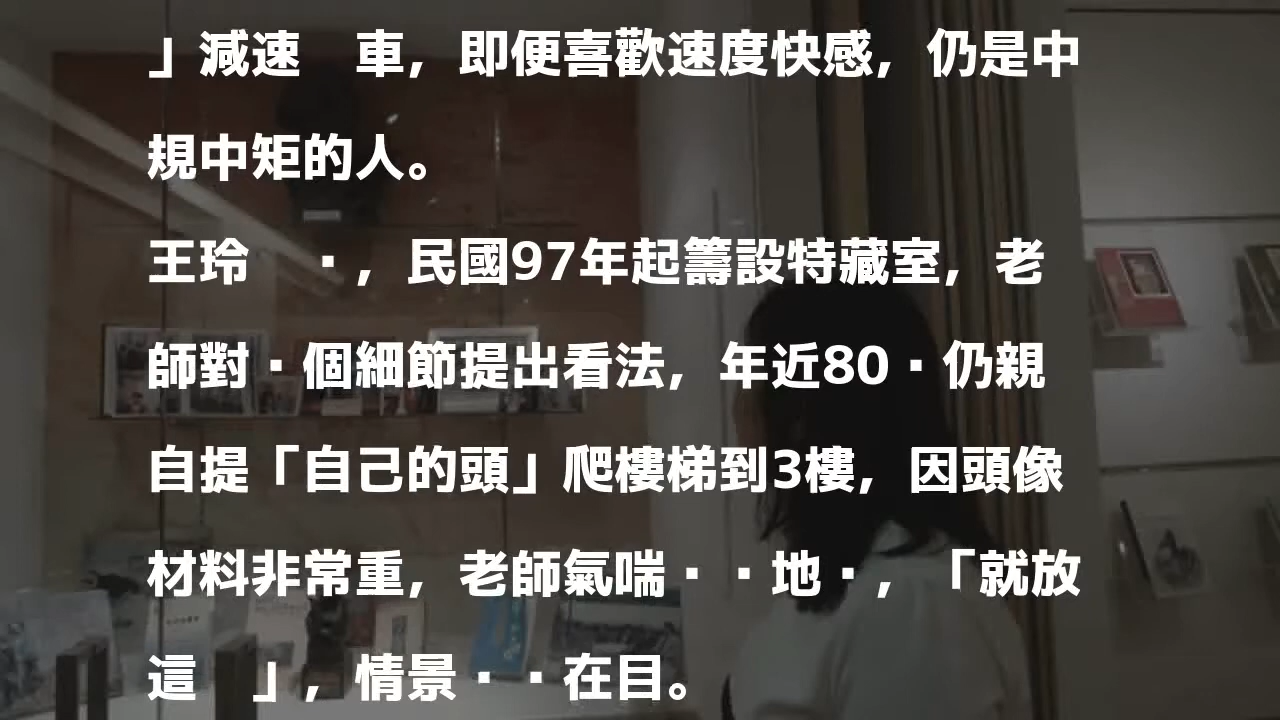 」減速　車，即便喜歡速度快感，仍是中
規中矩的人。
王玲　·，民國97年起籌設特藏室，老
師對·個細節提出看法，年近80·仍親
自提「自己的頭」爬樓梯到3樓，因頭像
材料非常重，老師氣喘··地·，「就放
這　」，情景··在目。